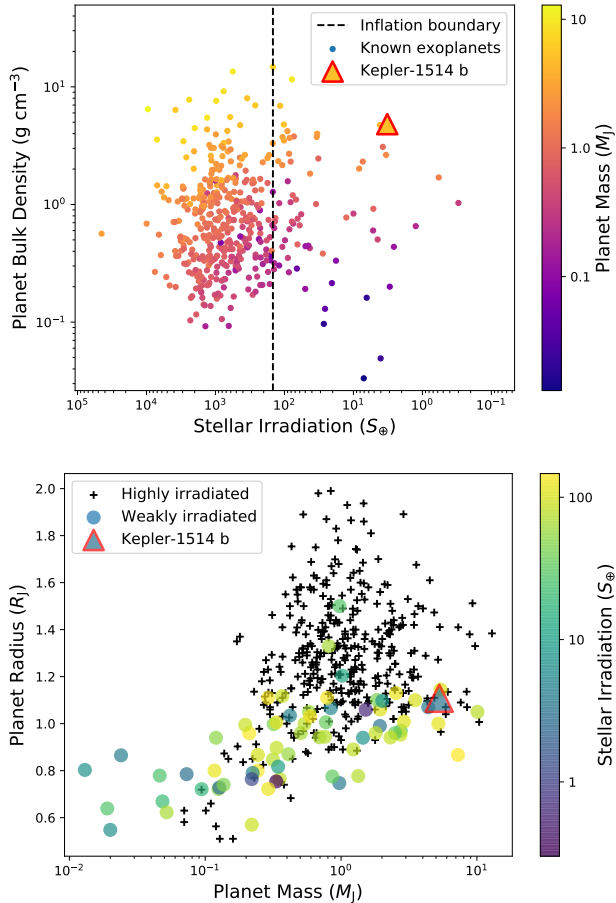 Inflation boundary
Known exoplanets
Kepler-1514 b
Planet Bulk Density (g cm⁻³)
10¹
10⁰
10⁻¹
10⁵ 10⁴ 10³ 10² 10¹ 10⁰ 10⁻¹
Stellar Irradiation (S⊕)
10
1.0
0.1
Planet Mass (M_J)
Highly irradiated
Weakly irradiated
Kepler-1514 b
Planet Radius (R_J)
2.0
1.8
1.6
1.4
1.2
1.0
0.8
0.6
10⁻² 10⁻¹ 10⁰ 10¹
Planet Mass (M_J)
100
10
1
Stellar Irradiation (S⊕)